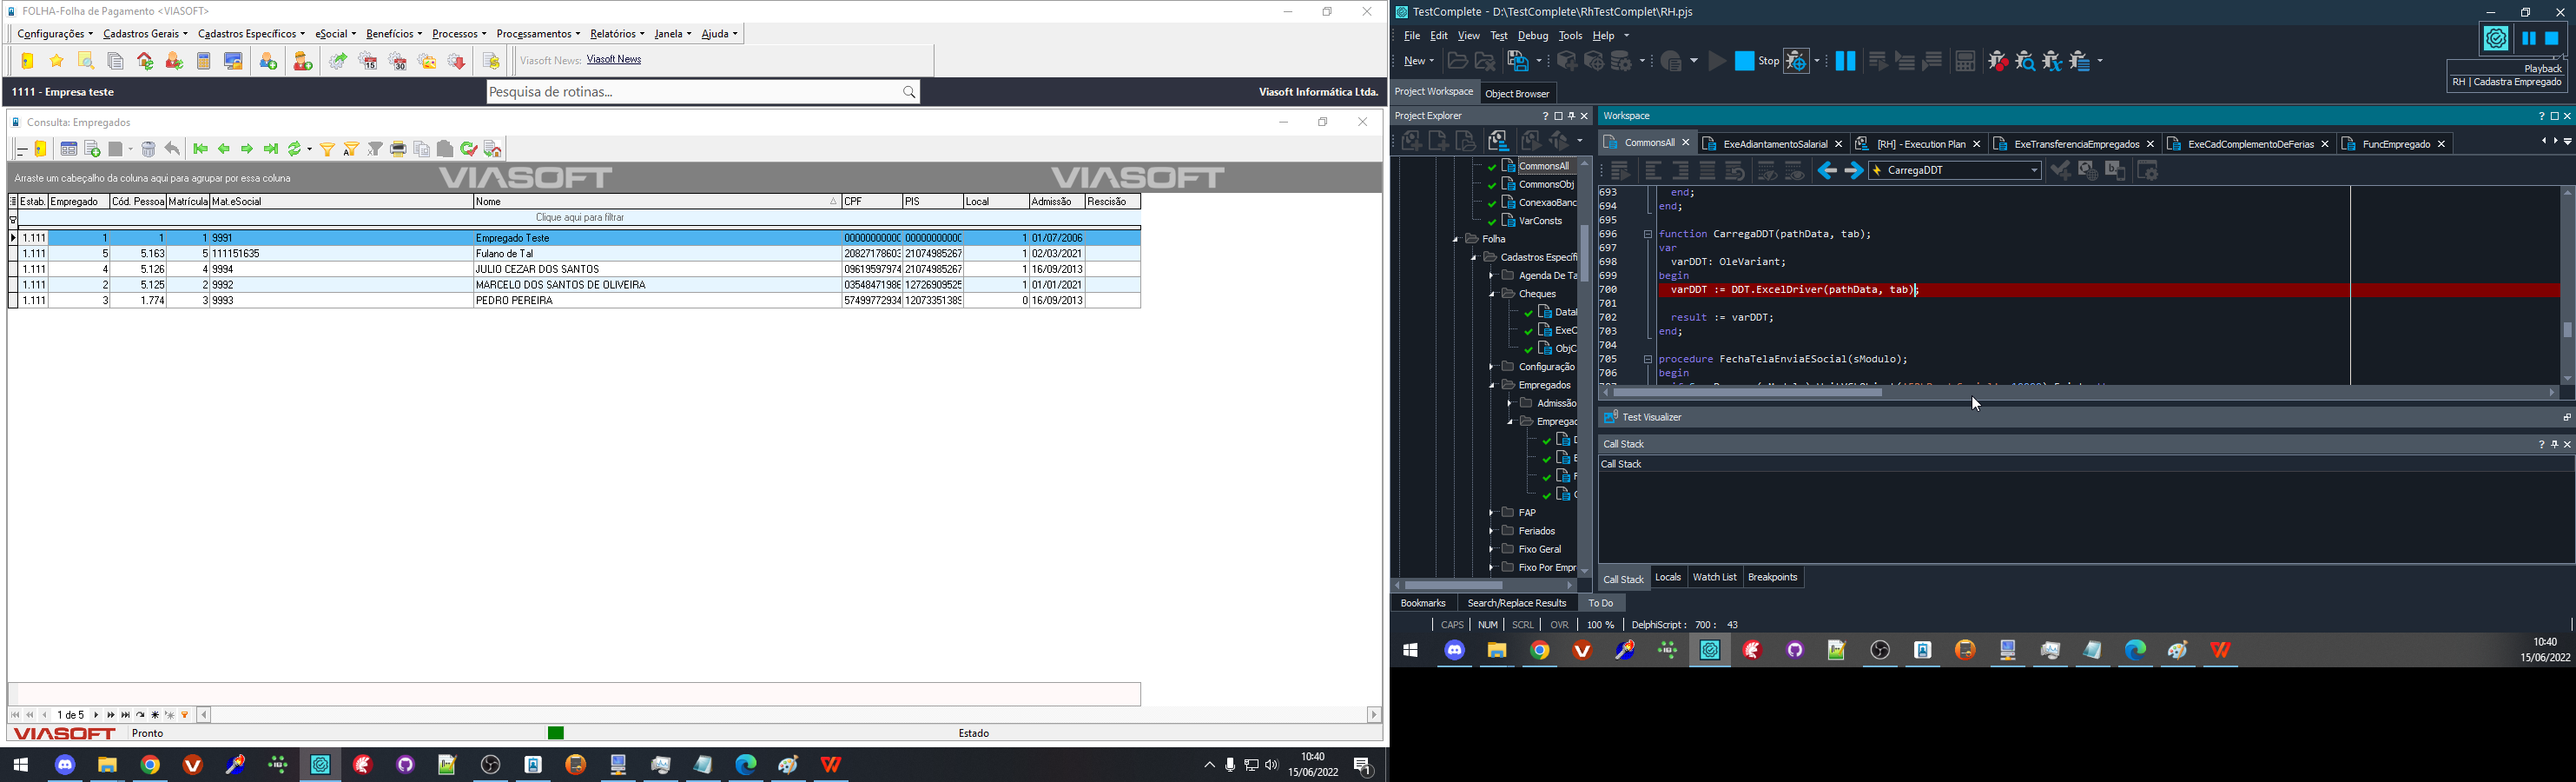 FOLHA-Folha de Pagamento <VIASOFT>
Configurações Cadastros Gerais Cadastros Específicos eSocial Benefícios Processos Processamentos Relatórios Janela Ajuda
Viasoft News: Viasoft News
1111 - Empresa teste
Pesquisa de rotinas...
Viasoft Informática Ltda.
Consulta: Empregados
Arraste um cabeçalho da coluna aqui para agrupar por essa coluna
VIASOFT VIASOFT
Estab. Empregado Cód. Pessoa Matrícula Mat.eSocial Nome CPF PIS Local Admissão Rescisão
Clique aqui para filtrar
1.111 1 1 1 9991 Empregado Teste 0000000000 00000000000 1 01/07/2006
1.111 5 5.163 5 111151635 Fulano de Tal 20827178603 21074985267 1 02/03/2021
1.111 4 5.126 4 9994 JULIO CEZAR DOS SANTOS 09619597974 21074985267 1 16/09/2013
1.111 2 5.125 2 9992 MARCELO DOS SANTOS DE OLIVEIRA 03548471986 12726909525 1 01/01/2021
1.111 3 1.774 3 9993 PEDRO PEREIRA 57499772934 12073351389 0 16/09/2013
1 de 5
VIASOFT Pronto Estado
10:40
15/06/2022
TestComplete - D:\TestComplete\RhTestComplet\RH.pjs
File Edit View Test Debug Tools Help
New Stop
Playback
RH | Cadastra Empregado
Project Workspace Object Browser
Project Explorer
CommonsAll
CommonsObj
ConexaoBanc
VarConsts
Folha
Cadastros Específi
Agenda De Ta
Cheques
Data
ExeC
ObjC
Configuração
Empregados
Admissão
Empregad
FAP
Feriados
Fixo Geral
Fixo Por Empr
Workspace
CommonsAll ExeAdiantamentoSalarial [RH] - Execution Plan ExeTransferenciaEmpregados ExeCadComplementoDeFerias FuncEmpregado
CarregaDDT
693 end;
694 end;
695
696 function CarregaDDT(pathData, tab);
697 var
698 varDDT: OleVariant;
699 begin
700 varDDT := DDT.ExcelDriver(pathData, tab);
701
702 result := varDDT;
703 end;
704
705 procedure FechaTelaEnviaESocial(sModulo);
706 begin
Test Visualizer
Call Stack
Call Stack
Call Stack Locals Watch List Breakpoints
Bookmarks Search/Replace Results To Do
CAPS NUM SCRL OVR 100 % DelphiScript: 700: 43
10:40
15/06/2022